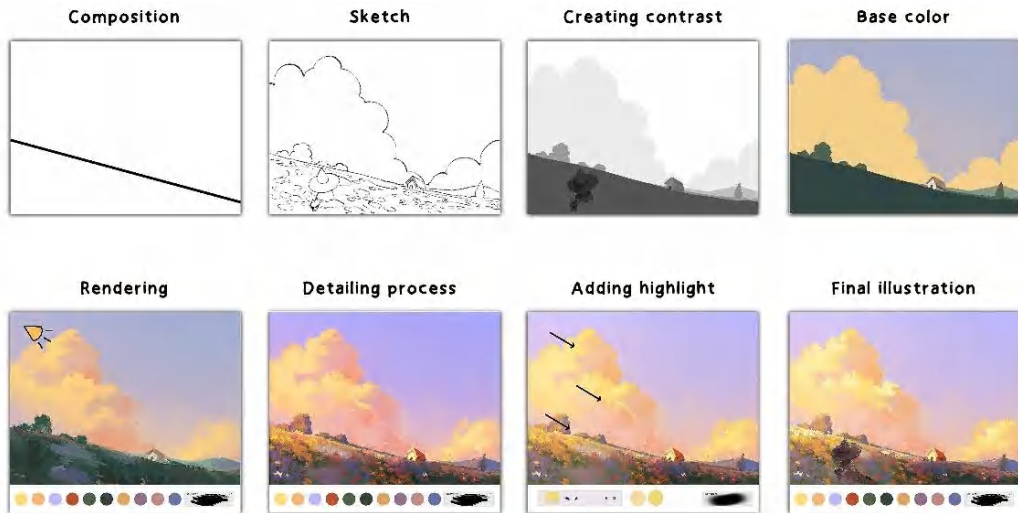 Composition
Sketch
Creating contrast
Base color
Rendering
Detailing process
Adding highlight
Final illustration